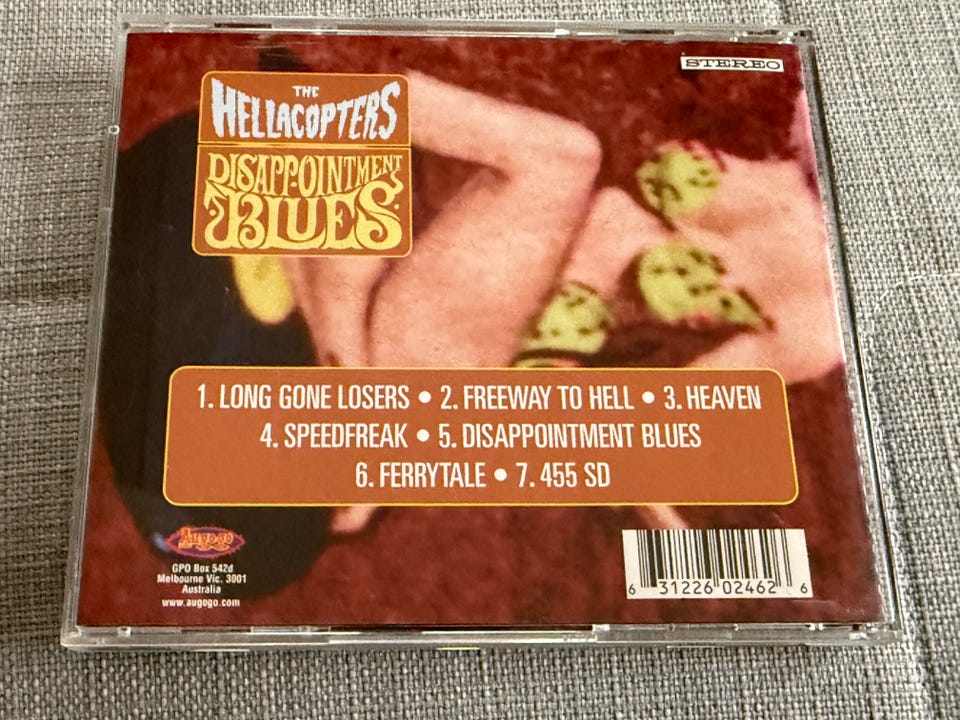 STEREO
THE
HELLACOPTERS
DISAPPOINTMENT
BLUES
1. LONG GONE LOSERS • 2. FREEWAY TO HELL • 3. HEAVEN
4. SPEEDFREAK • 5. DISAPPOINTMENT BLUES
6. FERRYTALE • 7. 455 SD
Augogo
GPO Box 542d
Melbourne Vic. 3001
Australia
www.augogo.com
6 31226 02462 6